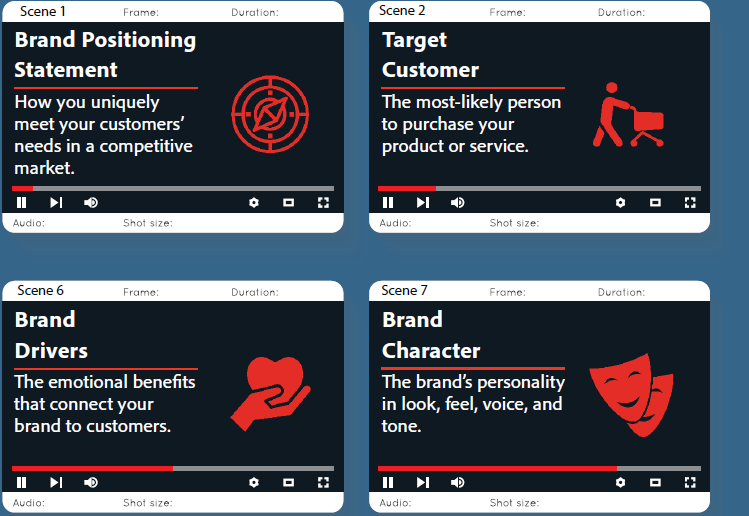 Scene 1 Frame: Duration:
Brand Positioning
Statement
How you uniquely
meet your customers’
needs in a competitive
market.
Audio: Shot size:
Scene 2 Frame: Duration:
Target
Customer
The most-likely person
to purchase your
product or service.
Audio: Shot size:
Scene 6 Frame: Duration:
Brand
Drivers
The emotional benefits
that connect your
brand to customers.
Audio: Shot size:
Scene 7 Frame: Duration:
Brand
Character
The brand’s personality
in look, feel, voice, and
tone.
Audio: Shot size: